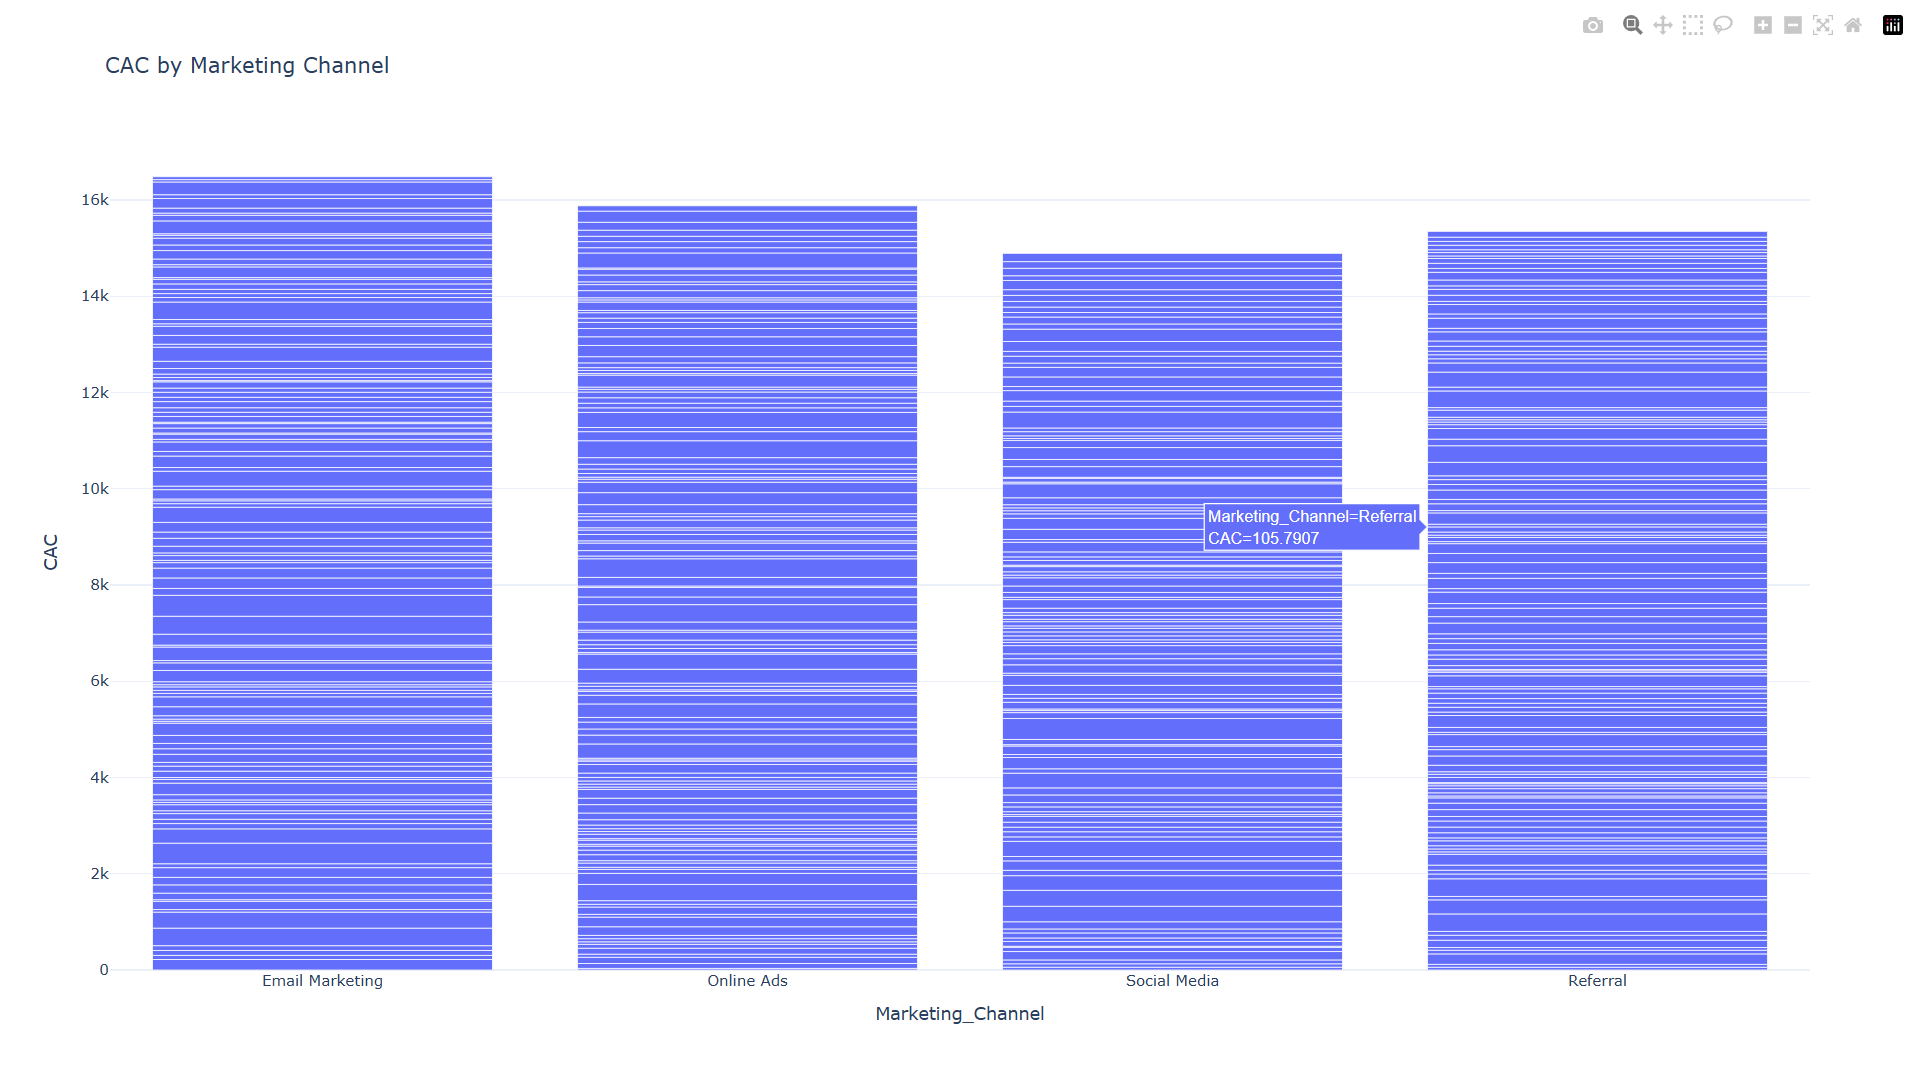 CAC by Marketing Channel
16k
14k
12k
10k
8k
6k
4k
2k
0
CAC
Marketing_Channel=Referral
CAC=105.7907
Email Marketing
Online Ads
Social Media
Referral
Marketing_Channel